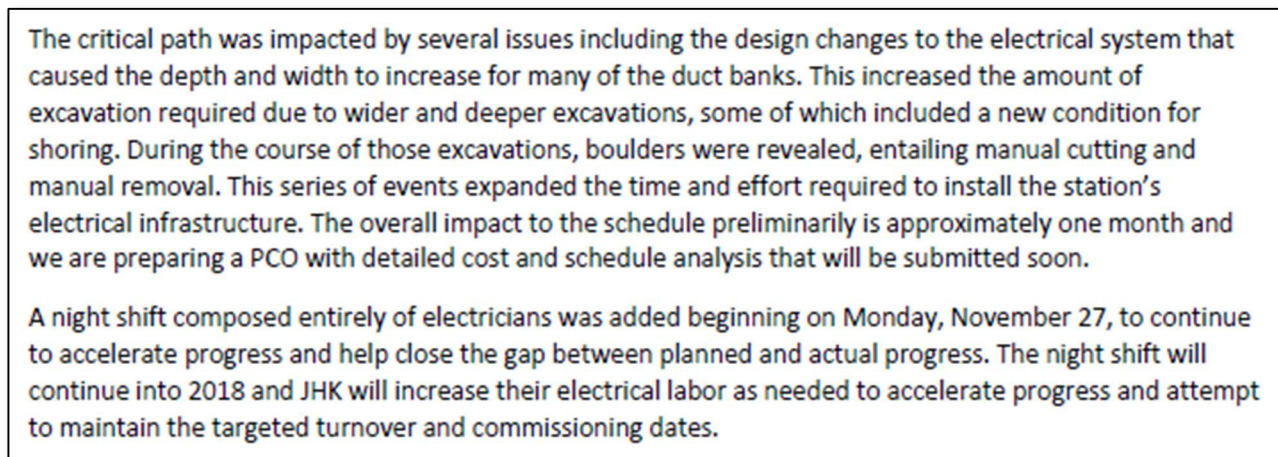 The critical path was impacted by several issues including the design changes to the electrical system that
caused the depth and width to increase for many of the duct banks. This increased the amount of
excavation required due to wider and deeper excavations, some of which included a new condition for
shoring. During the course of those excavations, boulders were revealed, entailing manual cutting and
manual removal. This series of events expanded the time and effort required to install the station’s
electrical infrastructure. The overall impact to the schedule preliminarily is approximately one month and
we are preparing a PCO with detailed cost and schedule analysis that will be submitted soon.
A night shift composed entirely of electricians was added beginning on Monday, November 27, to continue
to accelerate progress and help close the gap between planned and actual progress. The night shift will
continue into 2018 and JHK will increase their electrical labor as needed to accelerate progress and attempt
to maintain the targeted turnover and commissioning dates.